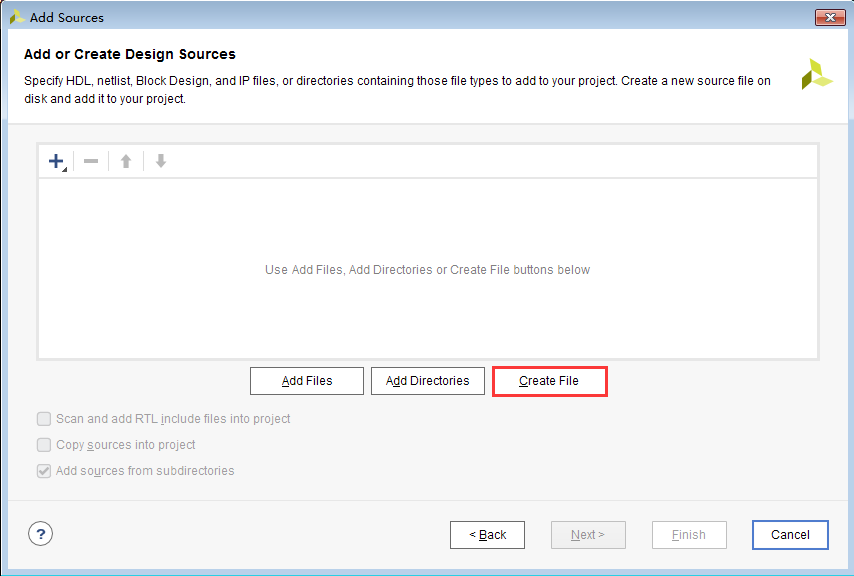 Add Sources
Add or Create Design Sources
Specify HDL, netlist, Block Design, and IP files, or directories containing those file types to add to your project. Create a new source file on
disk and add it to your project.
Use Add Files, Add Directories or Create File buttons below
Add Files
Add Directories
Create File
Scan and add RTL include files into project
Copy sources into project
Add sources from subdirectories
?
< Back
Next >
Finish
Cancel